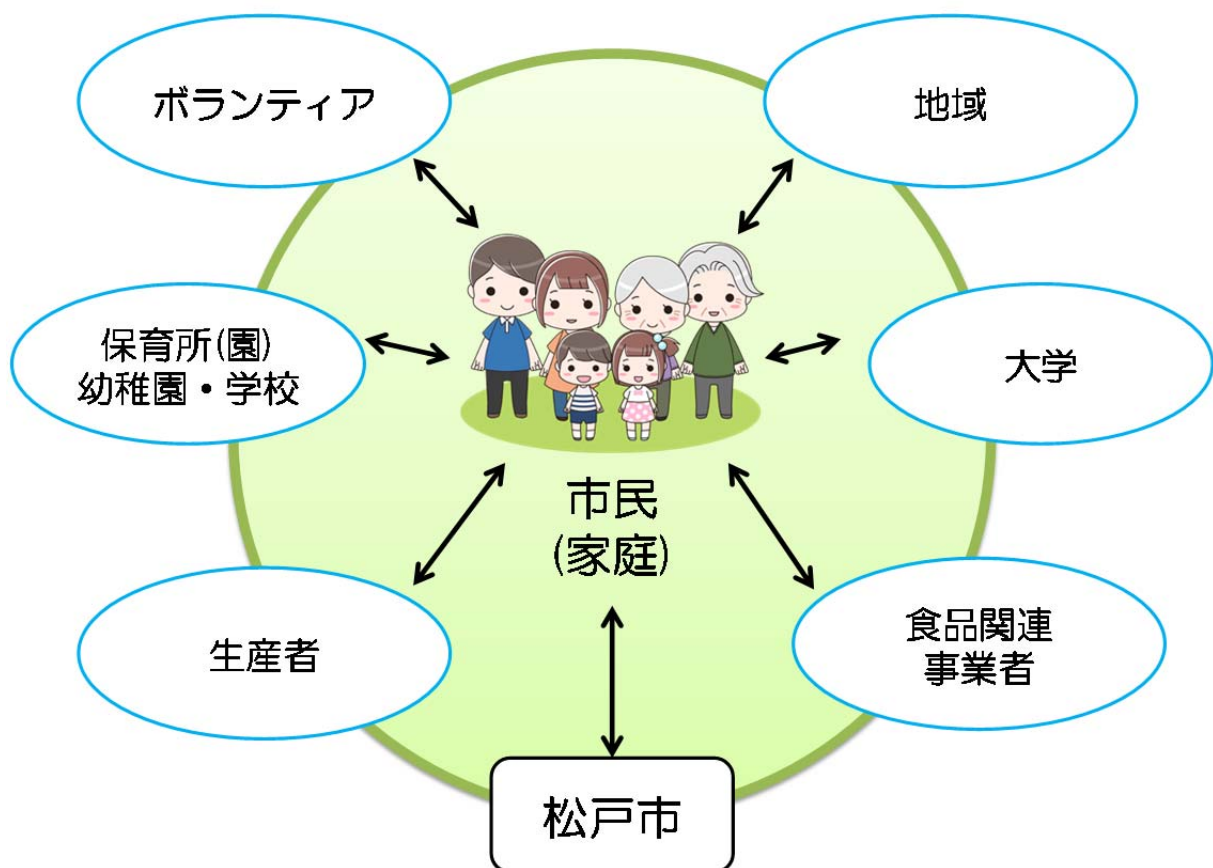 ボランティア
地域
保育所(園)
幼稚園・学校
大学
市民
(家庭)
生産者
食品関連
事業者
松戸市